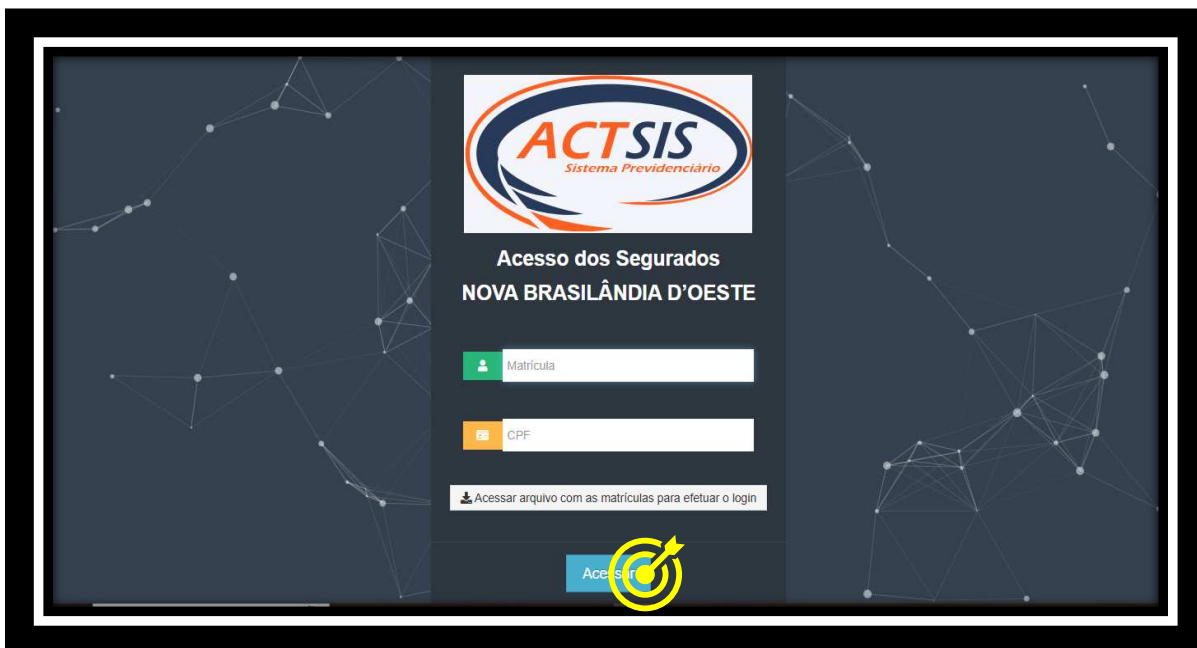 ACTSIS
Sistema Previdenciário
Acesso dos Segurados
NOVA BRASILÂNDIA D'OESTE
Matrícula
CPF
Acessar arquivo com as matrículas para efetuar o login
Acessar